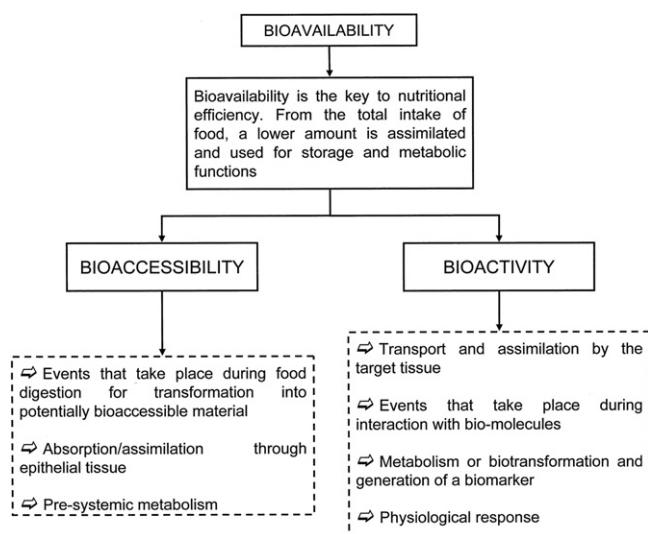 BIOAVAILABILITY
Bioavailability is the key to nutritional
efficiency. From the total intake of
food, a lower amount is assimilated
and used for storage and metabolic
functions
BIOACCESSIBILITY
⇨ Events that take place during food
digestion for transformation into
potentially bioaccessible material
⇨ Absorption/assimilation through
epithelial tissue
⇨ Pre-systemic metabolism
BIOACTIVITY
⇨ Transport and assimilation by the
target tissue
⇨ Events that take place during
interaction with bio-molecules
⇨ Metabolism or biotransformation and
generation of a biomarker
⇨ Physiological response